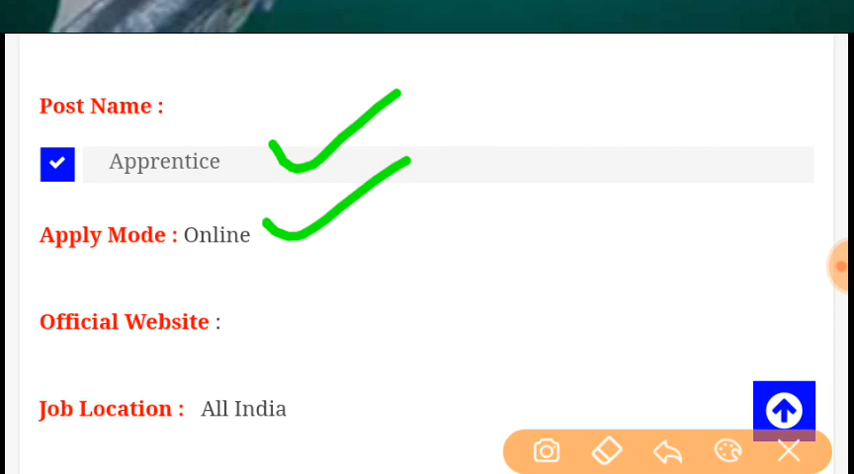 Post Name :
Apprentice
Apply Mode : Online
Official Website :
Job Location : All India